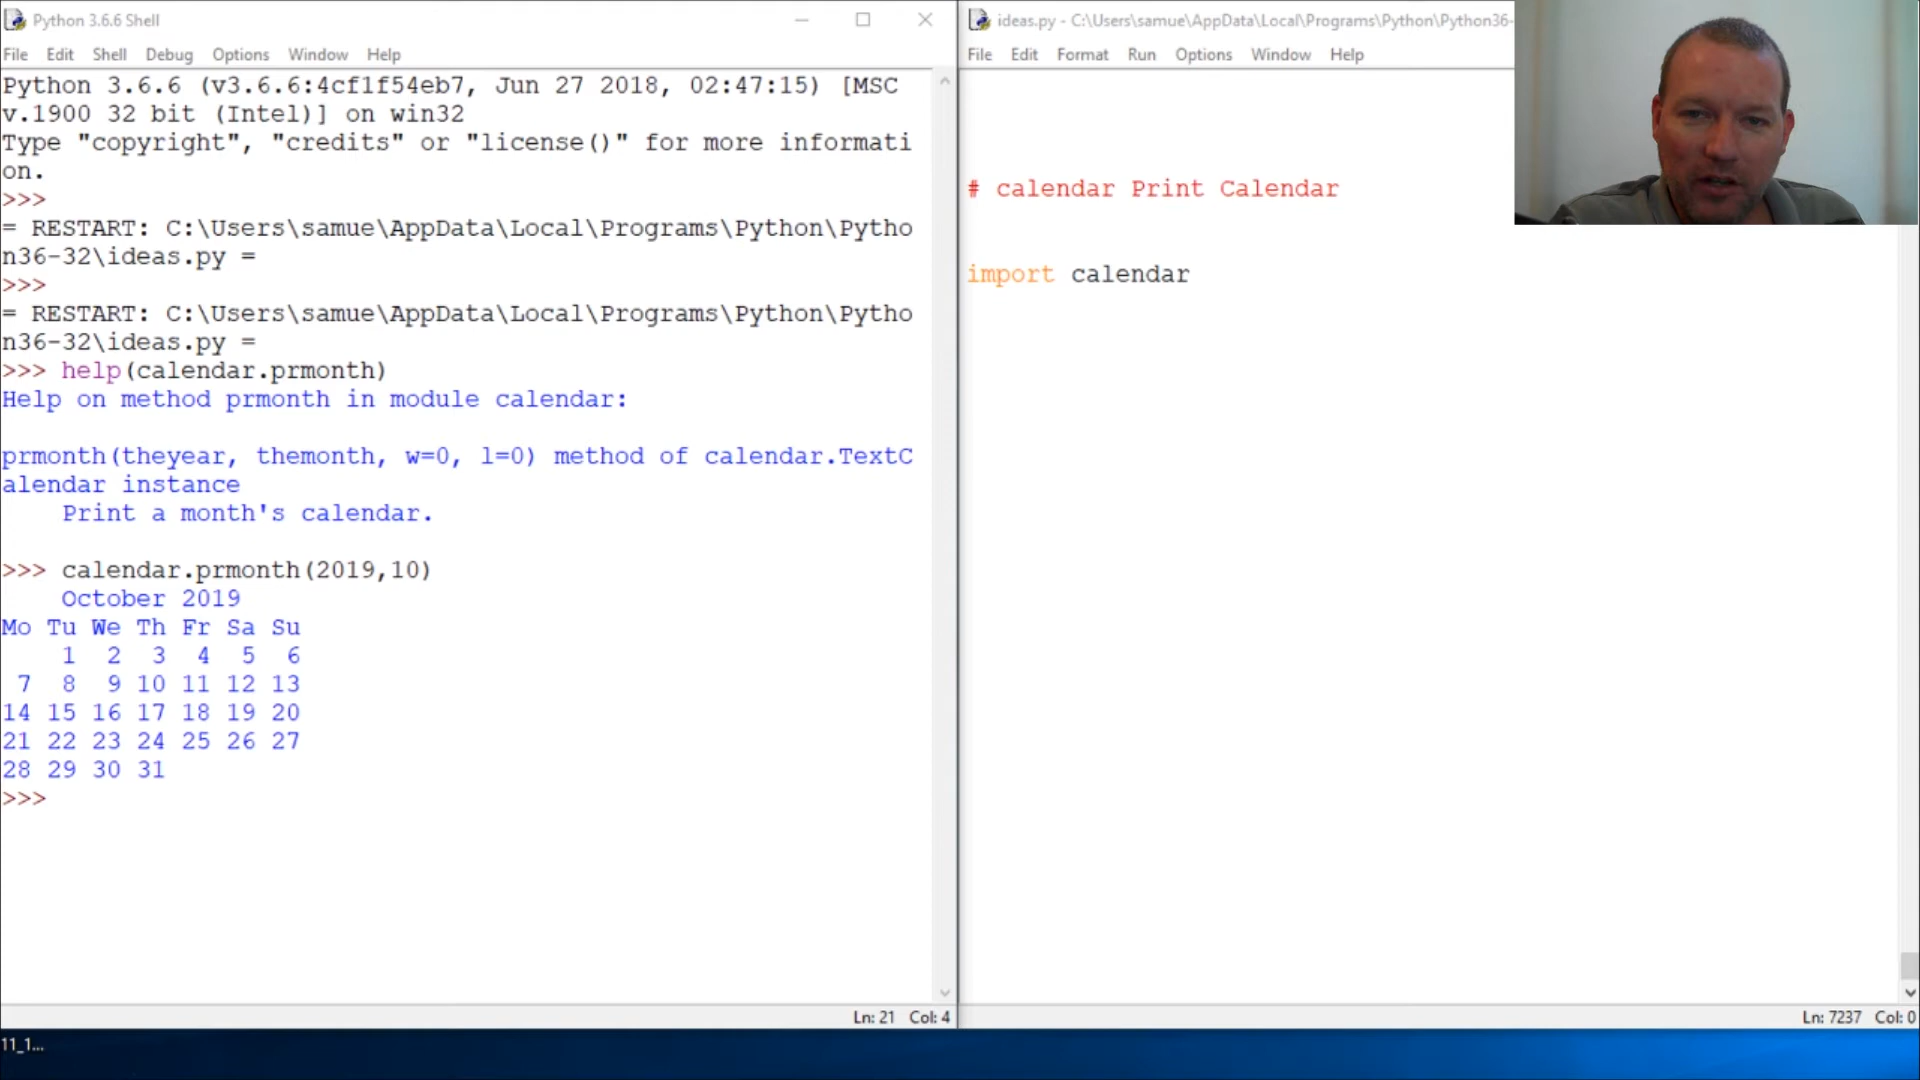 Python 3.6.6 Shell
File Edit Shell Debug Options Window Help
Python 3.6.6 (v3.6.6:4cf1f54eb7, Jun 27 2018, 02:47:15) [MSC
v.1900 32 bit (Intel)] on win32
Type "copyright", "credits" or "license()" for more informati
on.
>>>
= RESTART: C:\Users\samue\AppData\Local\Programs\Python\Pytho
n36-32\ideas.py =
>>>
= RESTART: C:\Users\samue\AppData\Local\Programs\Python\Pytho
n36-32\ideas.py =
>>> help(calendar.prmonth)
Help on method prmonth in module calendar:
prmonth(theyear, themonth, w=0, l=0) method of calendar.TextC
alendar instance
Print a month's calendar.
>>> calendar.prmonth(2019,10)
October 2019
Mo Tu We Th Fr Sa Su
1 2 3 4 5 6
7 8 9 10 11 12 13
14 15 16 17 18 19 20
21 22 23 24 25 26 27
28 29 30 31
>>>
Ln: 21 Col: 4
ideas.py - C:\Users\samue\AppData\Local\Programs\Python\Python36-
File Edit Format Run Options Window Help
# calendar Print Calendar
import calendar
Ln: 7237 Col: 0
11_1...